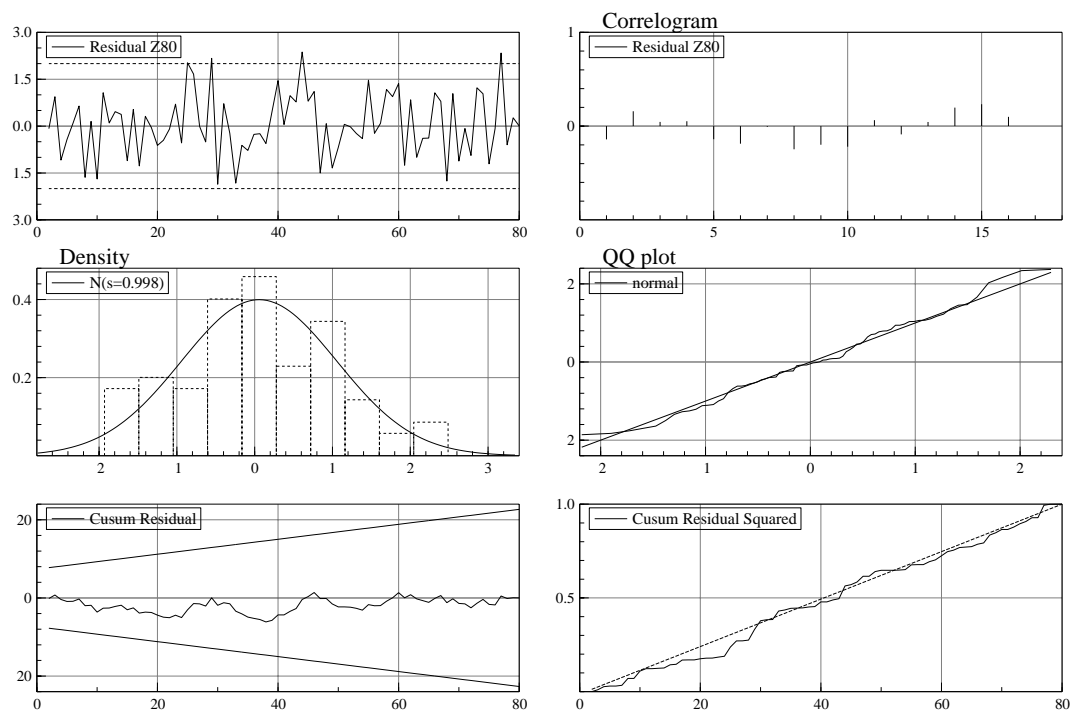 Correlogram
3.0
Residual Z80
1.5
0.0
1.5
3.0
0 20 40 60 80
1
Residual Z80
0
0 5 10 15
Density
N(s=0.998)
0.4
0.2
2 1 0 1 2 3
QQ plot
normal
2
0
2
2 1 0 1 2
20
Cusum Residual
0
20
0 20 40 60 80
1.0
Cusum Residual Squared
0.5
0 20 40 60 80